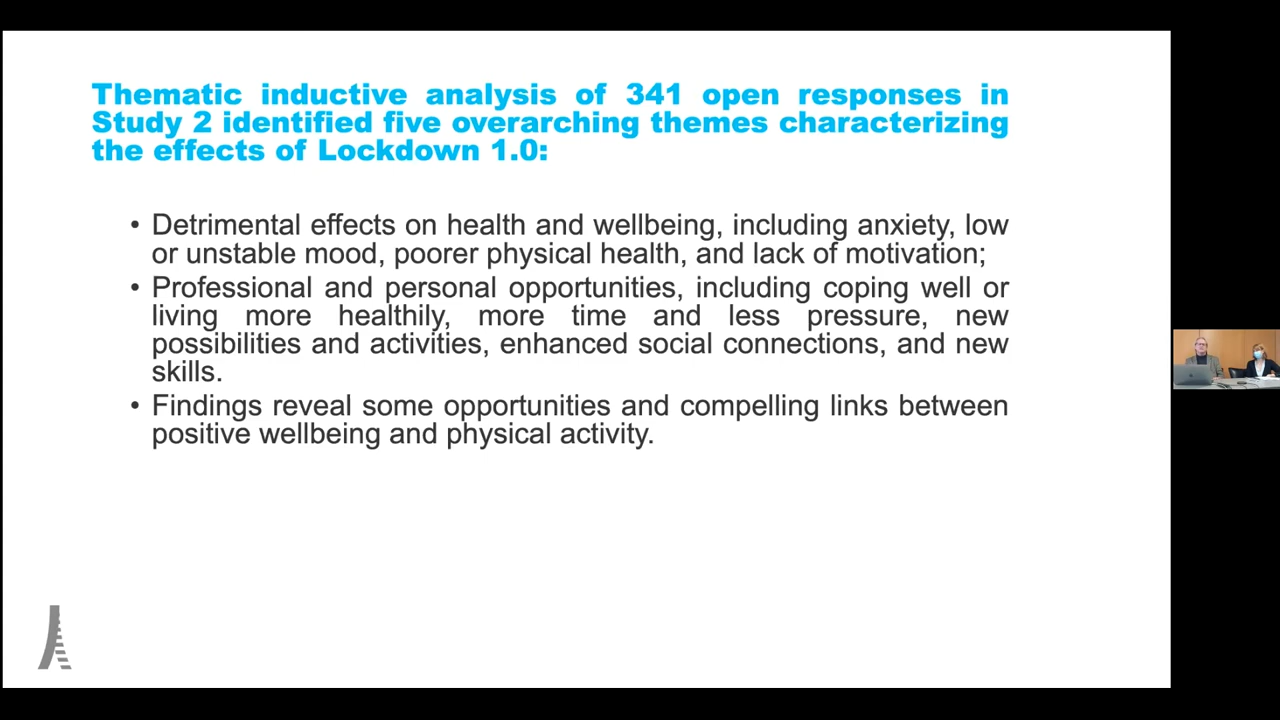 Thematic inductive analysis of 341 open responses in
Study 2 identified five overarching themes characterizing
the effects of Lockdown 1.0:
• Detrimental effects on health and wellbeing, including anxiety, low
or unstable mood, poorer physical health, and lack of motivation;
• Professional and personal opportunities, including coping well or
living more healthily, more time and less pressure, new
possibilities and activities, enhanced social connections, and new
skills.
• Findings reveal some opportunities and compelling links between
positive wellbeing and physical activity.